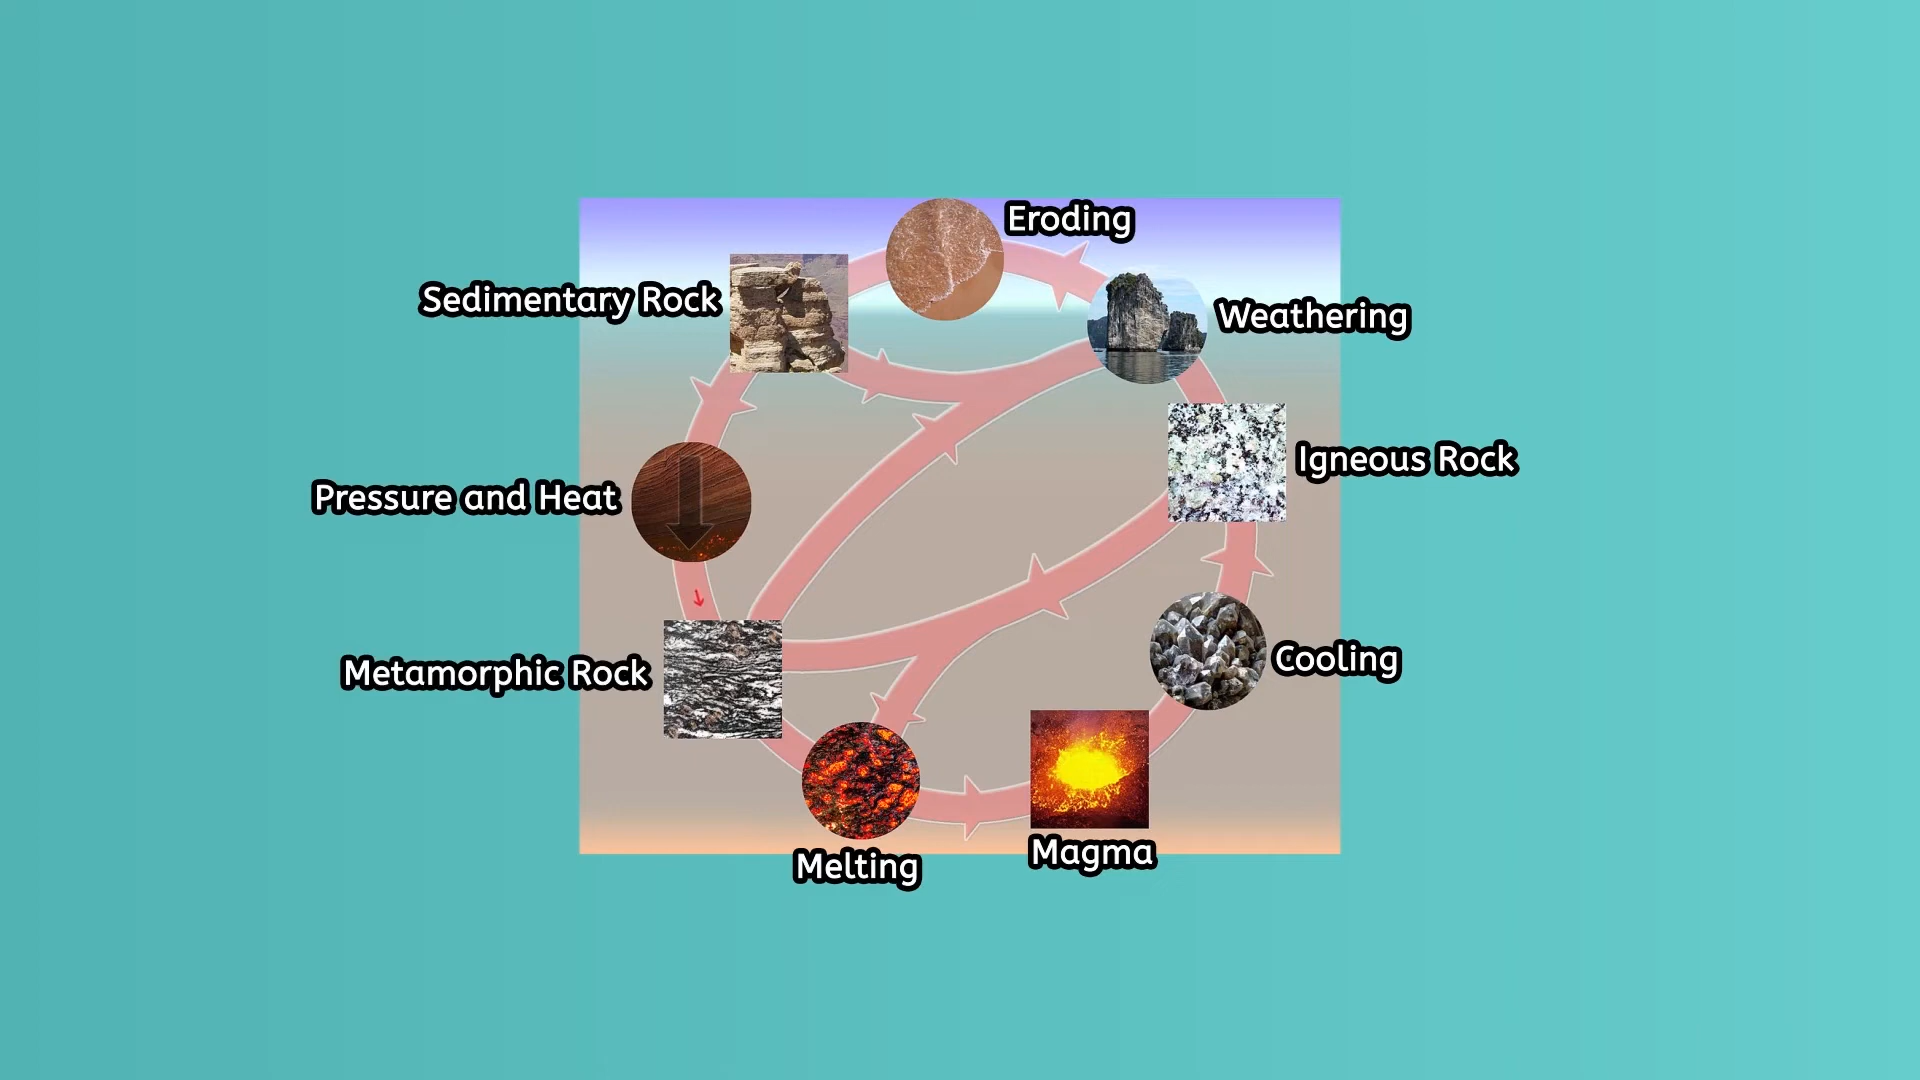 Eroding
Sedimentary Rock
Weathering
Igneous Rock
Pressure and Heat
Cooling
Metamorphic Rock
Magma
Melting